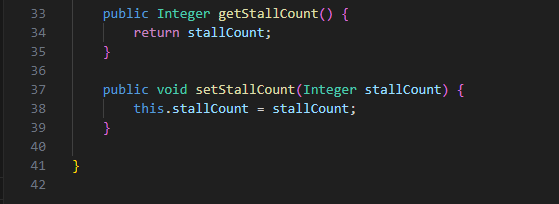 33 public Integer getStallCount() {
34 return stallCount;
35 }
36
37 public void setStallCount(Integer stallCount) {
38 this.stallCount = stallCount;
39 }
40
41 }
42